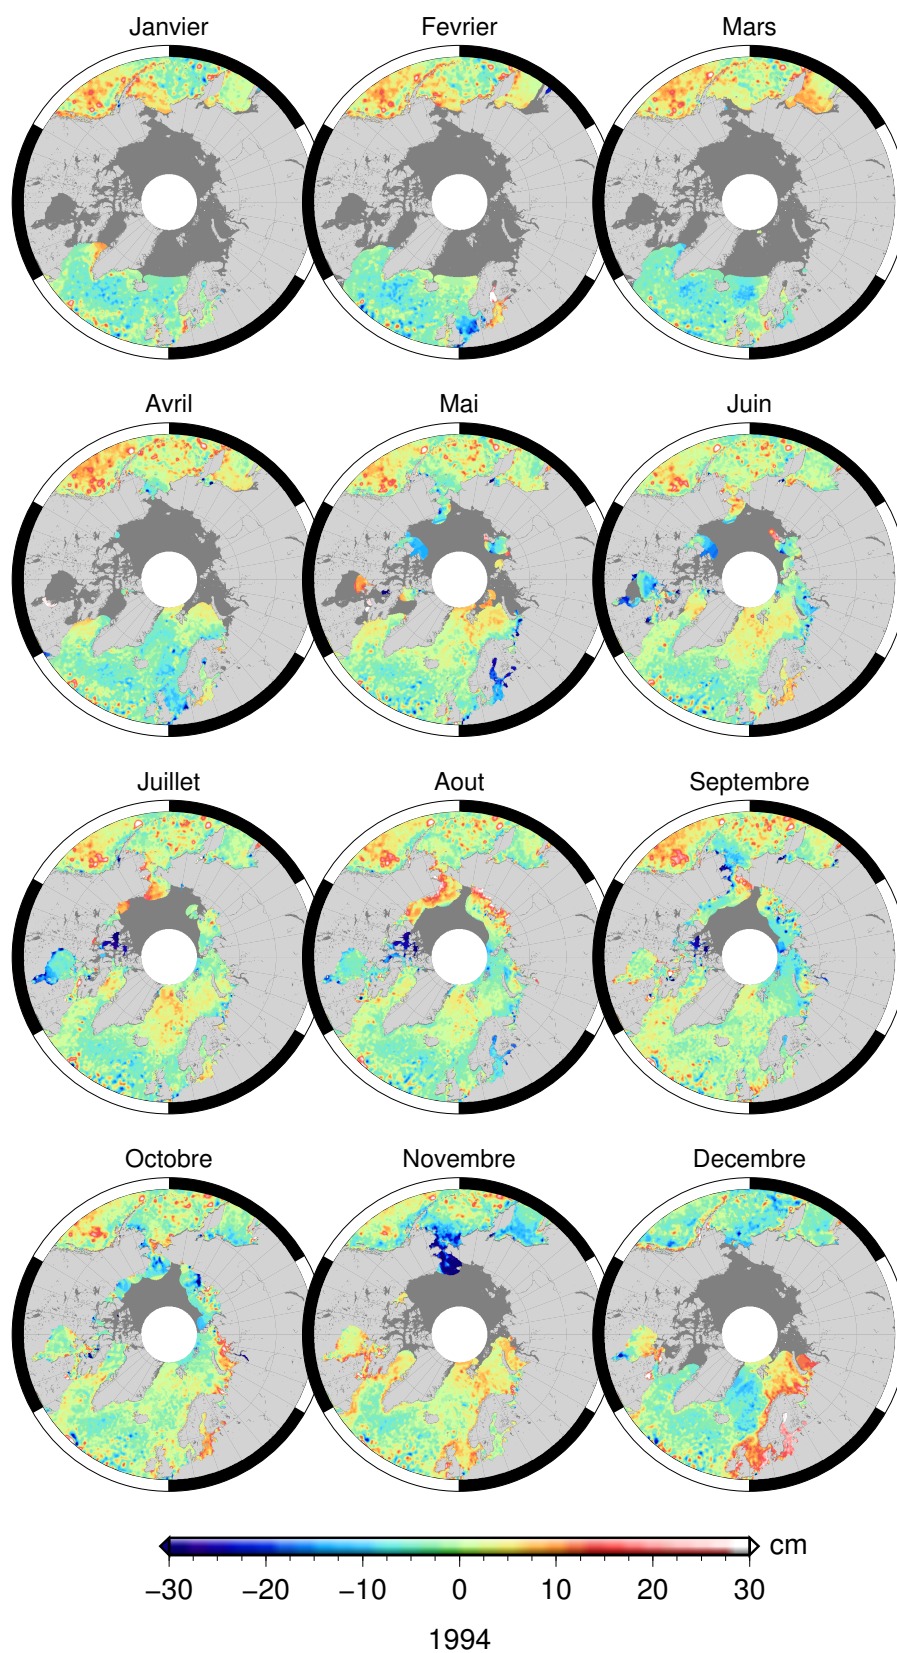 Janvier Fevrier Mars
Avril Mai Juin
Juillet Aout Septembre
Octobre Novembre Decembre
cm
−30 −20 −10 0 10 20 30
1994